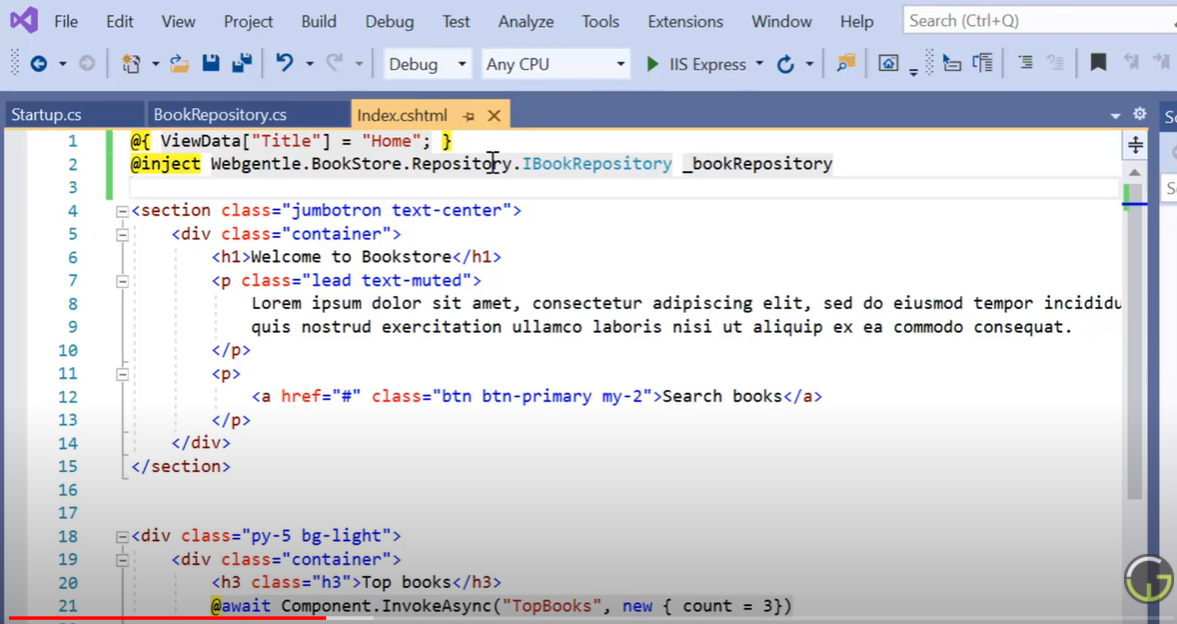 File Edit View Project Build Debug Test Analyze Tools Extensions Window Help Search (Ctrl+Q)
Debug Any CPU IIS Express
Startup.cs BookRepository.cs Index.cshtml
1 @{ ViewData["Title"] = "Home"; }
2 @inject Webgentle.BookStore.Repository.IBookRepository _bookRepository
3
4 <section class="jumbotron text-center">
5 <div class="container">
6 <h1>Welcome to Bookstore</h1>
7 <p class="lead text-muted">
8 Lorem ipsum dolor sit amet, consectetur adipiscing elit, sed do eiusmod tempor incididu
9 quis nostrud exercitation ullamco laboris nisi ut aliquip ex ea commodo consequat.
10 </p>
11 <p>
12 <a href="#" class="btn btn-primary my-2">Search books</a>
13 </p>
14 </div>
15 </section>
16
17
18 <div class="py-5 bg-light">
19 <div class="container">
20 <h3 class="h3">Top books</h3>
21 @await Component.InvokeAsync("TopBooks", new { count = 3})